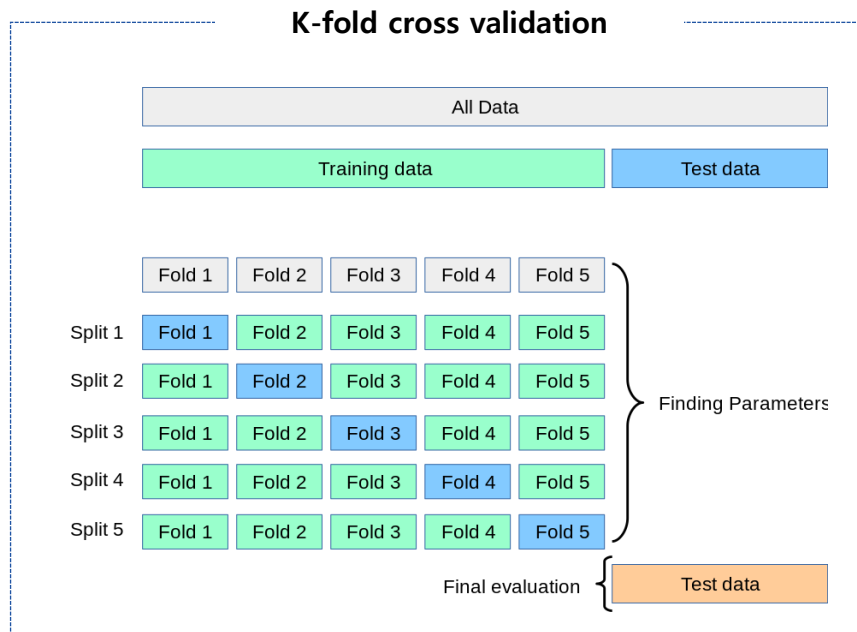 K-fold cross validation
All Data
Training data Test data
Fold 1 Fold 2 Fold 3 Fold 4 Fold 5
Split 1 Fold 1 Fold 2 Fold 3 Fold 4 Fold 5
Split 2 Fold 1 Fold 2 Fold 3 Fold 4 Fold 5
Split 3 Fold 1 Fold 2 Fold 3 Fold 4 Fold 5
Finding Parameters
Split 4 Fold 1 Fold 2 Fold 3 Fold 4 Fold 5
Split 5 Fold 1 Fold 2 Fold 3 Fold 4 Fold 5
Final evaluation Test data